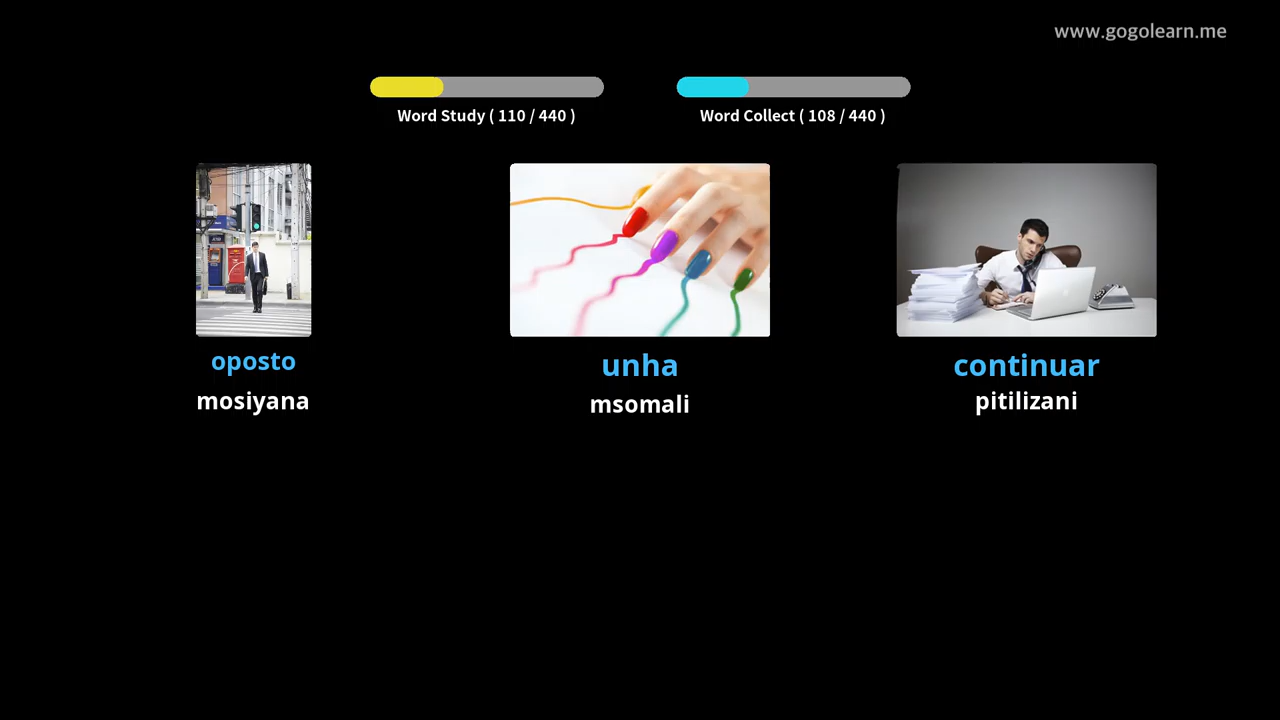 www.gogolearn.me
Word Study ( 110 / 440 )
Word Collect ( 108 / 440 )
oposto
mosiyana
unha
msomali
continuar
pitilizani